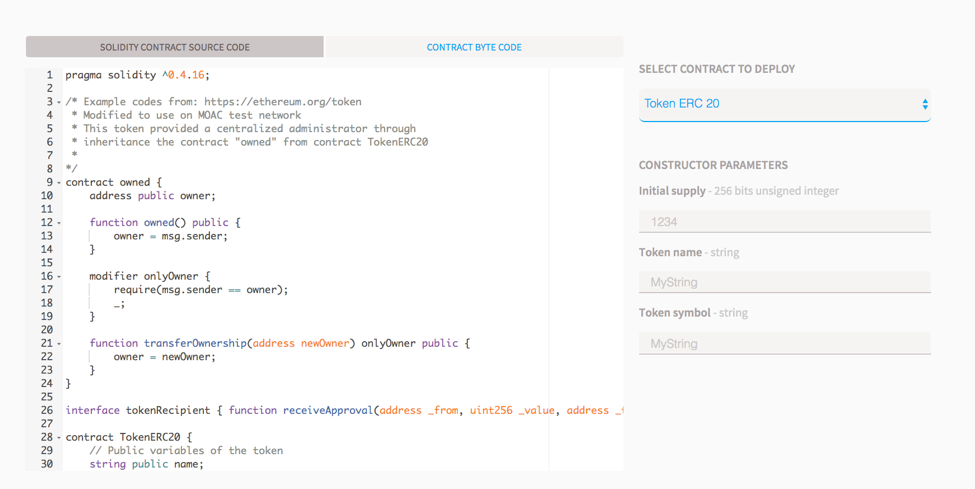 SOLIDITY CONTRACT SOURCE CODE
CONTRACT BYTE CODE
1 pragma solidity ^0.4.16;
2
3 /* Example codes from: https://ethereum.org/token
4 * Modified to use on MOAC test network
5 * This token provided a centralized administrator through
6 * inheritance the contract "owned" from contract TokenERC20
7 *
8 */
9 contract owned {
10 address public owner;
11
12 function owned() public {
13 owner = msg.sender;
14 }
15
16 modifier onlyOwner {
17 require(msg.sender == owner);
18 _;
19 }
20
21 function transferOwnership(address newOwner) onlyOwner public {
22 owner = newOwner;
23 }
24 }
25
26 interface tokenRecipient { function receiveApproval(address _from, uint256 _value, address _
27
28 contract TokenERC20 {
29 // Public variables of the token
30 string public name;
SELECT CONTRACT TO DEPLOY
Token ERC 20
CONSTRUCTOR PARAMETERS
Initial supply - 256 bits unsigned integer
1234
Token name - string
MyString
Token symbol - string
MyString